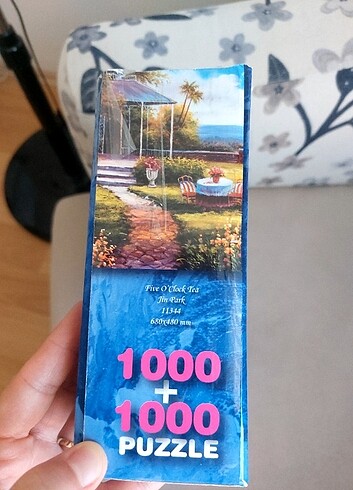 Five O'Clock Tea
Jin Park
11344
680x480 mm
1000
+
1000
PUZZLE